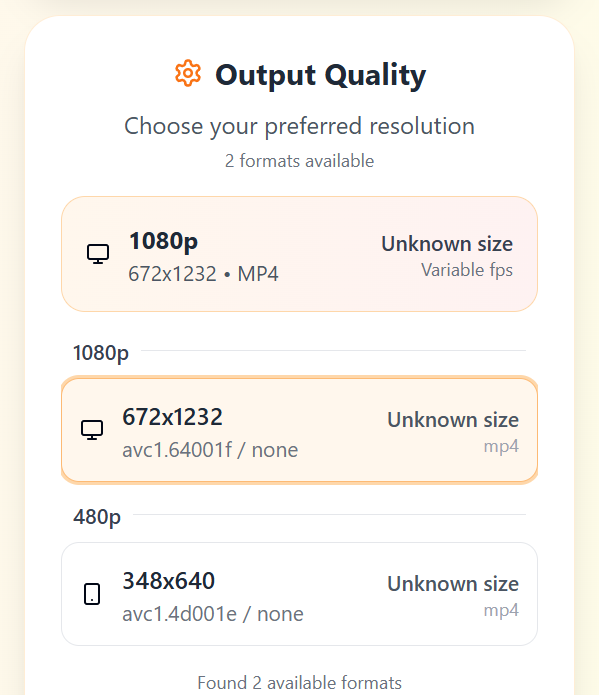 Output Quality
Choose your preferred resolution
2 formats available
1080p
Unknown size
672x1232 • MP4
Variable fps
1080p
672x1232
Unknown size
avc1.64001f / none
mp4
480p
348x640
Unknown size
avc1.4d001e / none
mp4
Found 2 available formats